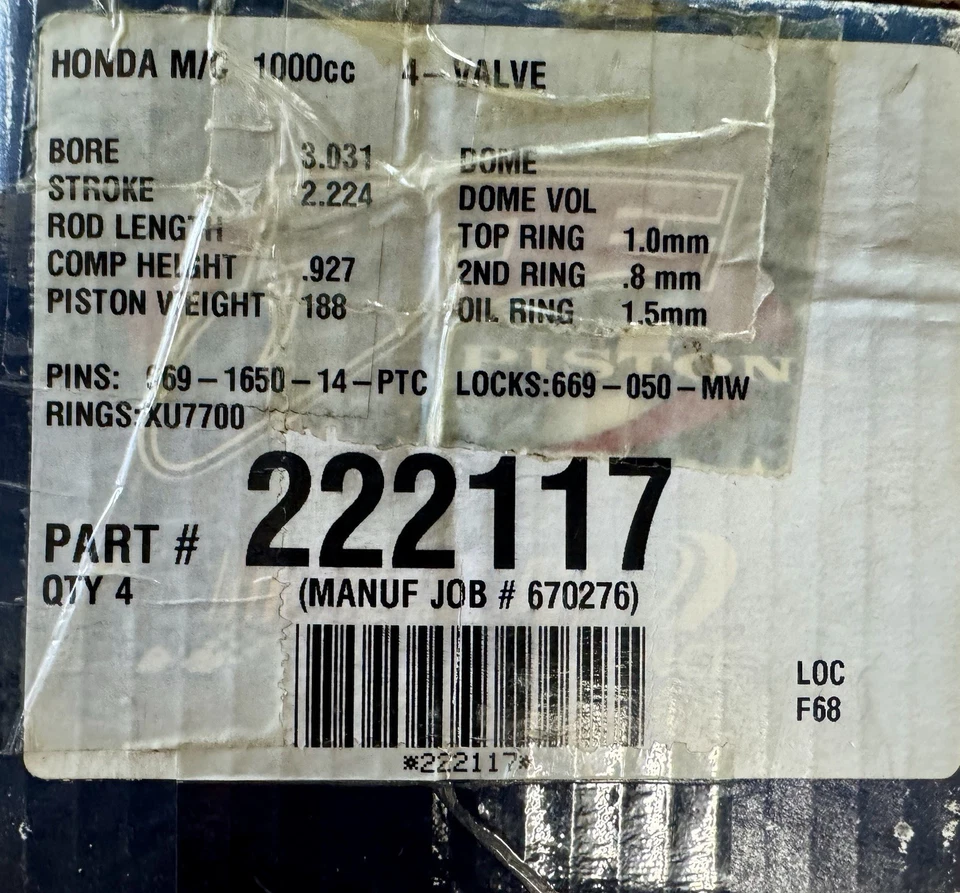 HONDA M/C 1000cc 4-VALVE
BORE 3.031 DOME
STROKE 2.224 DOME VOL
ROD LENGTH TOP RING 1.0mm
COMP HEIGHT .927 2ND RING .8 mm
PISTON WEIGHT 188 OIL RING 1.5mm
PISTON
PINS: 669-1650-14-PTC LOCKS:669-050-MW
RINGS:XU7700
PART # 222117
QTY 4 (MANUF JOB # 670276)
LOC
F68
*222117*